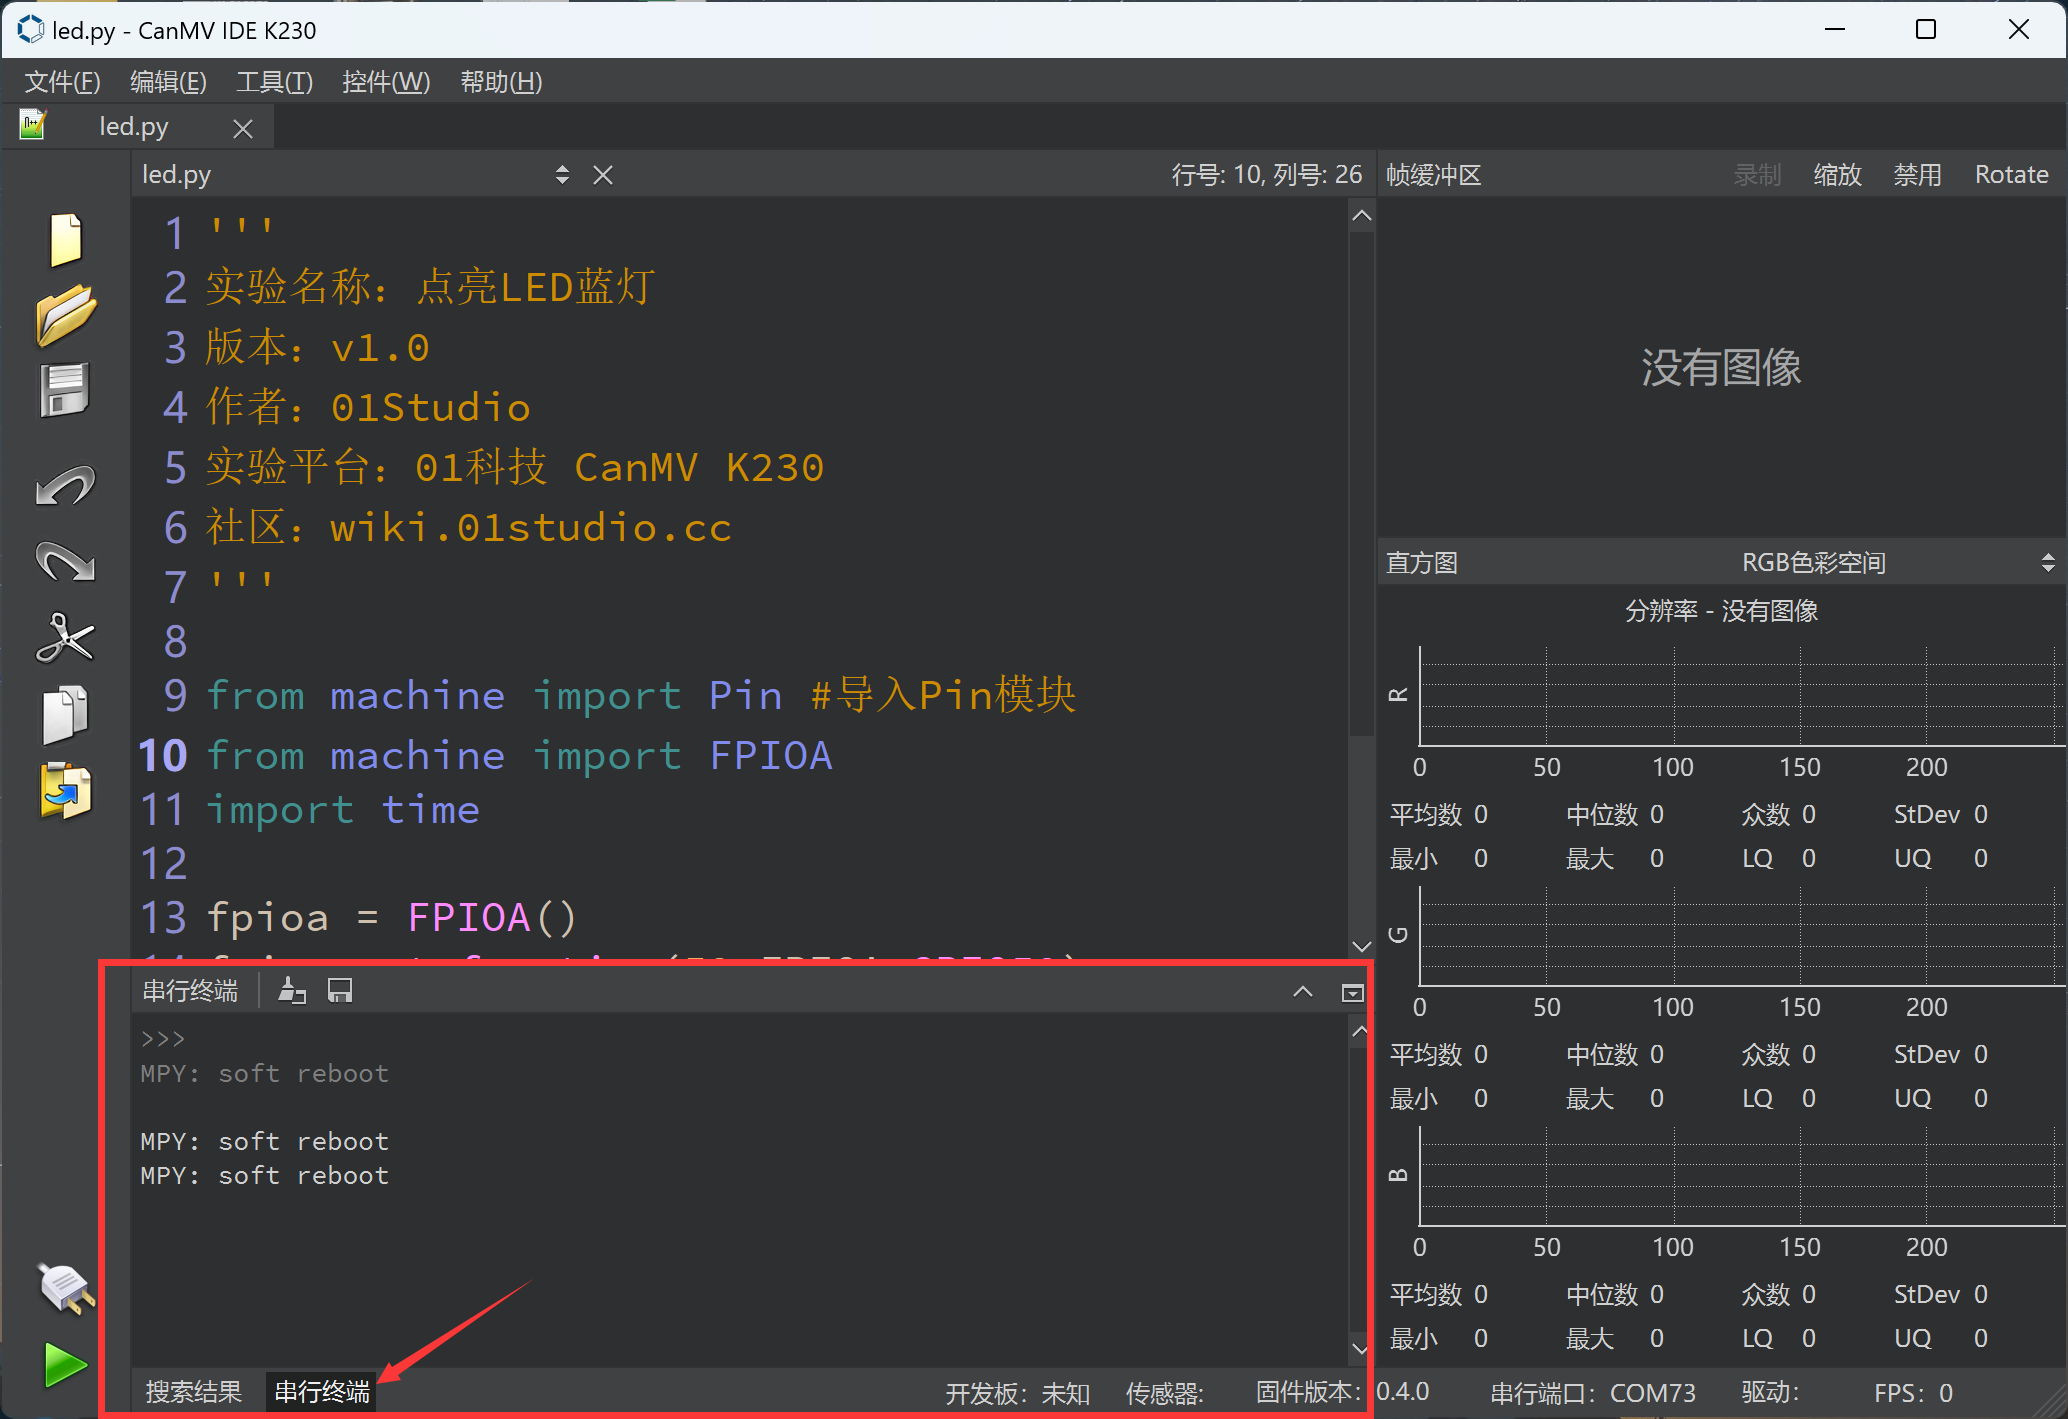 led.py - CanMV IDE K230
文件(F) 编辑(E) 工具(T) 控件(W) 帮助(H)
led.py
led.py 行号: 10, 列号: 26
1 '''
2 实验名称：点亮LED蓝灯
3 版本：v1.0
4 作者：01Studio
5 实验平台：01科技 CanMV K230
6 社区：wiki.01studio.cc
7 '''
8
9 from machine import Pin #导入Pin模块
10 from machine import FPIOA
11 import time
12
13 fpioa = FPIOA()
串行终端
>>>
MPY: soft reboot
MPY: soft reboot
MPY: soft reboot
搜索结果 串行终端
帧缓冲区 录制 缩放 禁用 Rotate
没有图像
直方图 RGB色彩空间
分辨率 - 没有图像
R
0 50 100 150 200
平均数 0 中位数 0 众数 0 StDev 0
最小 0 最大 0 LQ 0 UQ 0
G
0 50 100 150 200
平均数 0 中位数 0 众数 0 StDev 0
最小 0 最大 0 LQ 0 UQ 0
B
0 50 100 150 200
平均数 0 中位数 0 众数 0 StDev 0
最小 0 最大 0 LQ 0 UQ 0
开发板：未知 传感器: 固件版本：0.4.0 串行端口：COM73 驱动： FPS：0